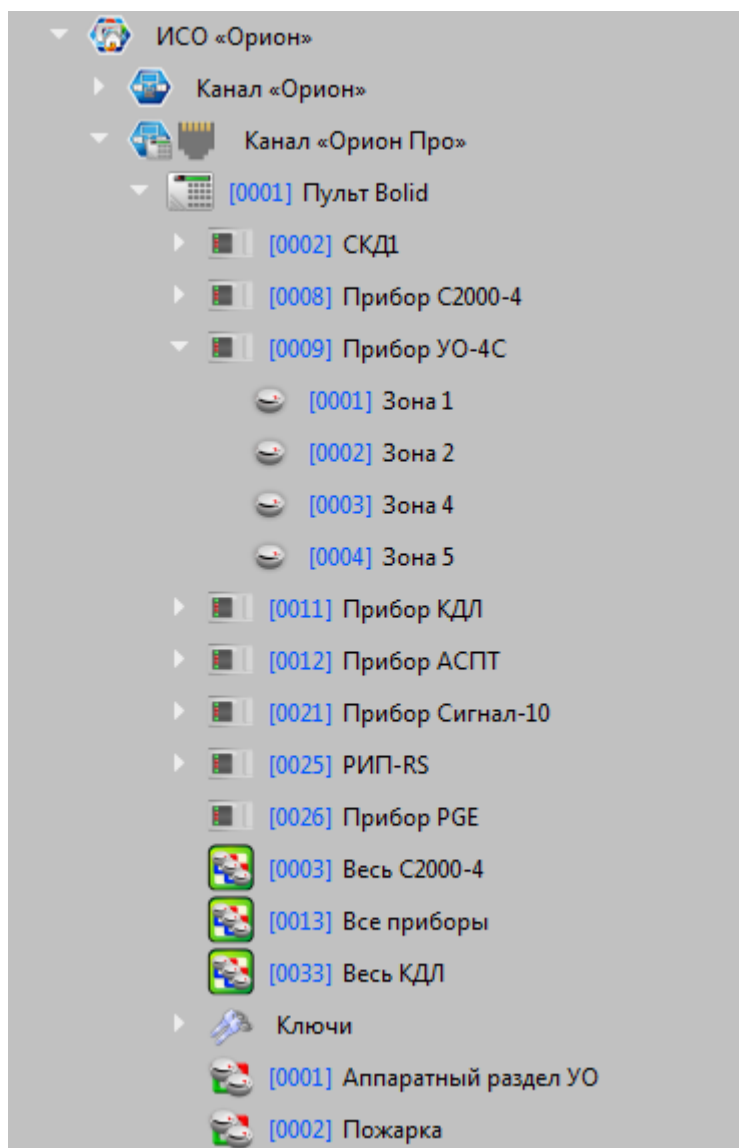 ИСО «Орион»
Канал «Орион»
Канал «Орион Про»
[0001] Пульт Bolid
[0002] СКД1
[0008] Прибор С2000-4
[0009] Прибор УО-4С
[0001] Зона 1
[0002] Зона 2
[0003] Зона 4
[0004] Зона 5
[0011] Прибор КДЛ
[0012] Прибор АСПТ
[0021] Прибор Сигнал-10
[0025] РИП-RS
[0026] Прибор PGE
[0003] Весь С2000-4
[0013] Все приборы
[0033] Весь КДЛ
Ключи
[0001] Аппаратный раздел УО
[0002] Пожарка